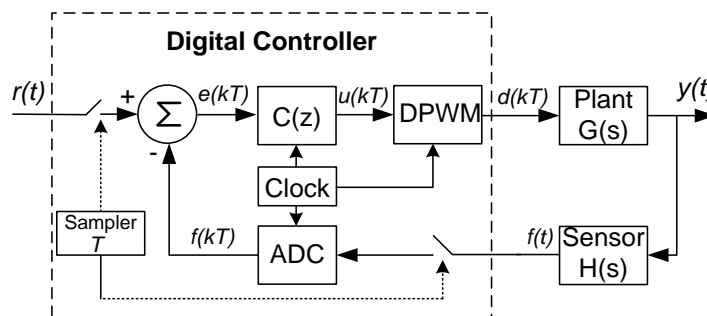 Digital Controller
r(t)
+
Σ
-
e(kT)
C(z)
u(kT)
DPWM
d(kT)
Plant
G(s)
y(t)
Clock
Sampler
T
f(kT)
ADC
f(t)
Sensor
H(s)